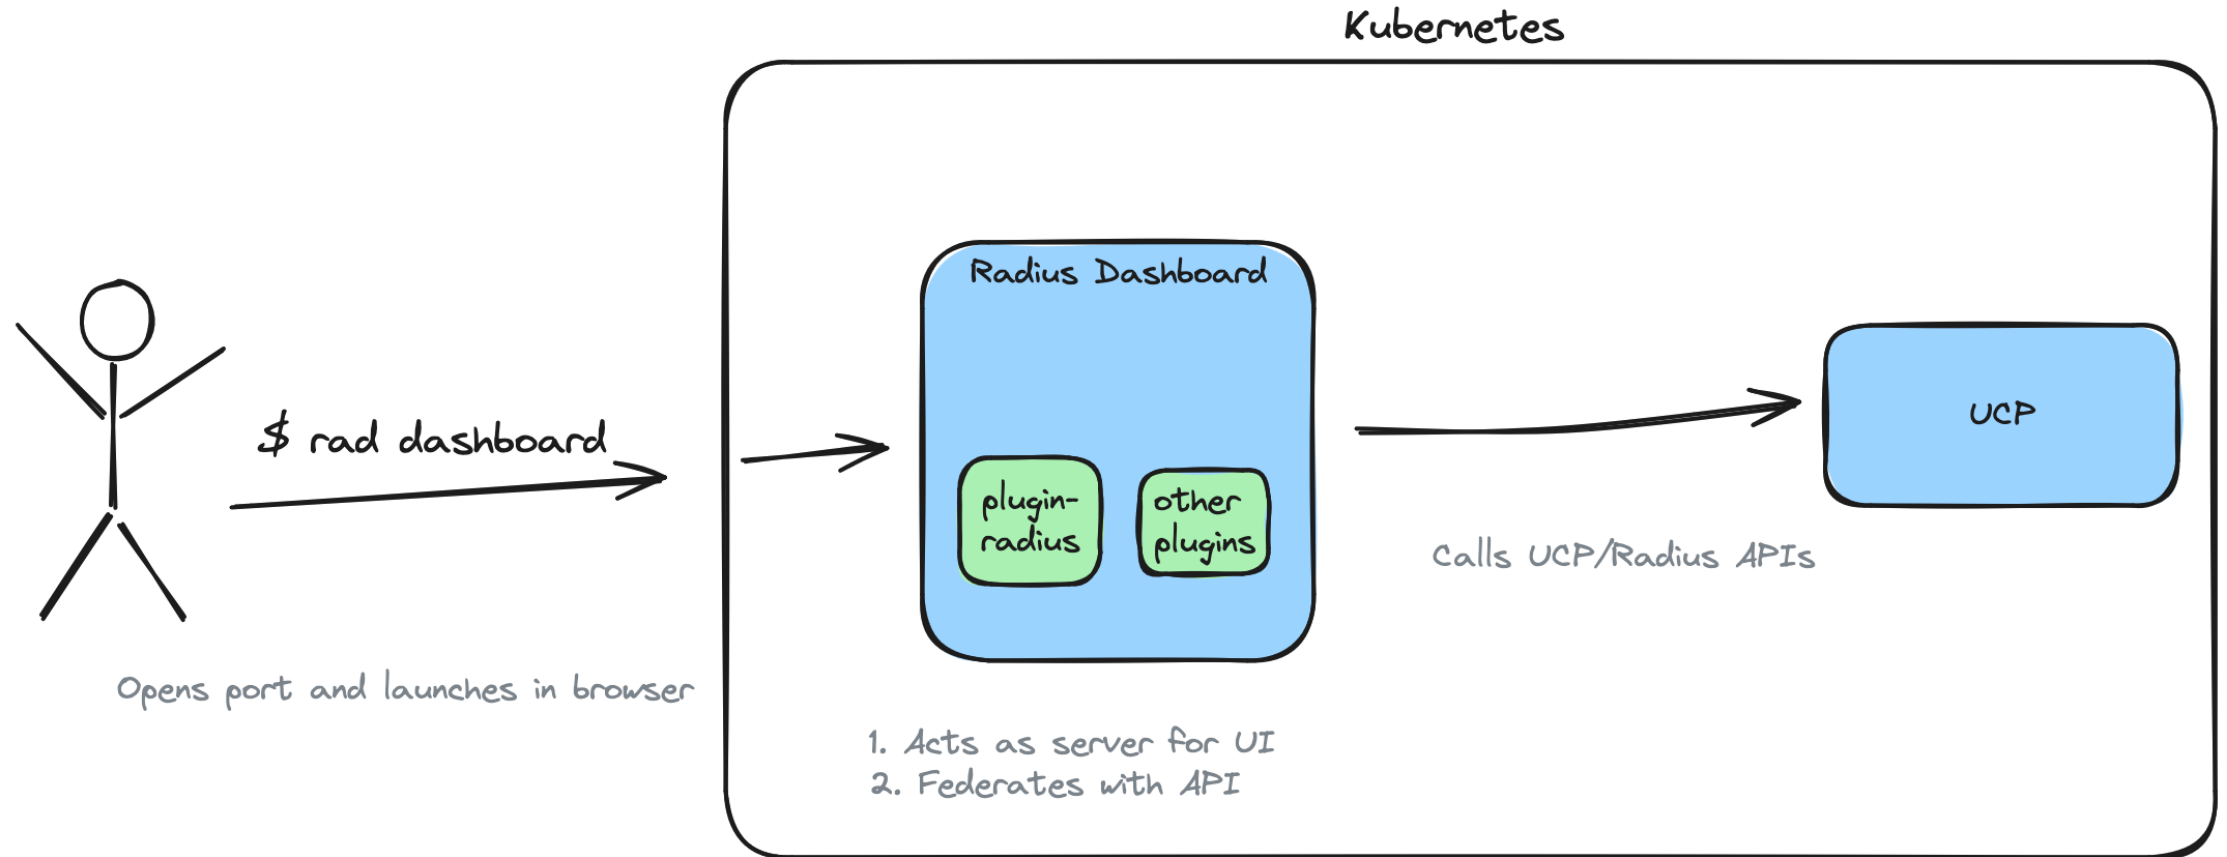 Kubernetes
Radius Dashboard
$ rad dashboard
plugin-
radius
other
plugins
UCP
Calls UCP/Radius APIs
Opens port and launches in browser
1. Acts as server for UI
2. Federates with API